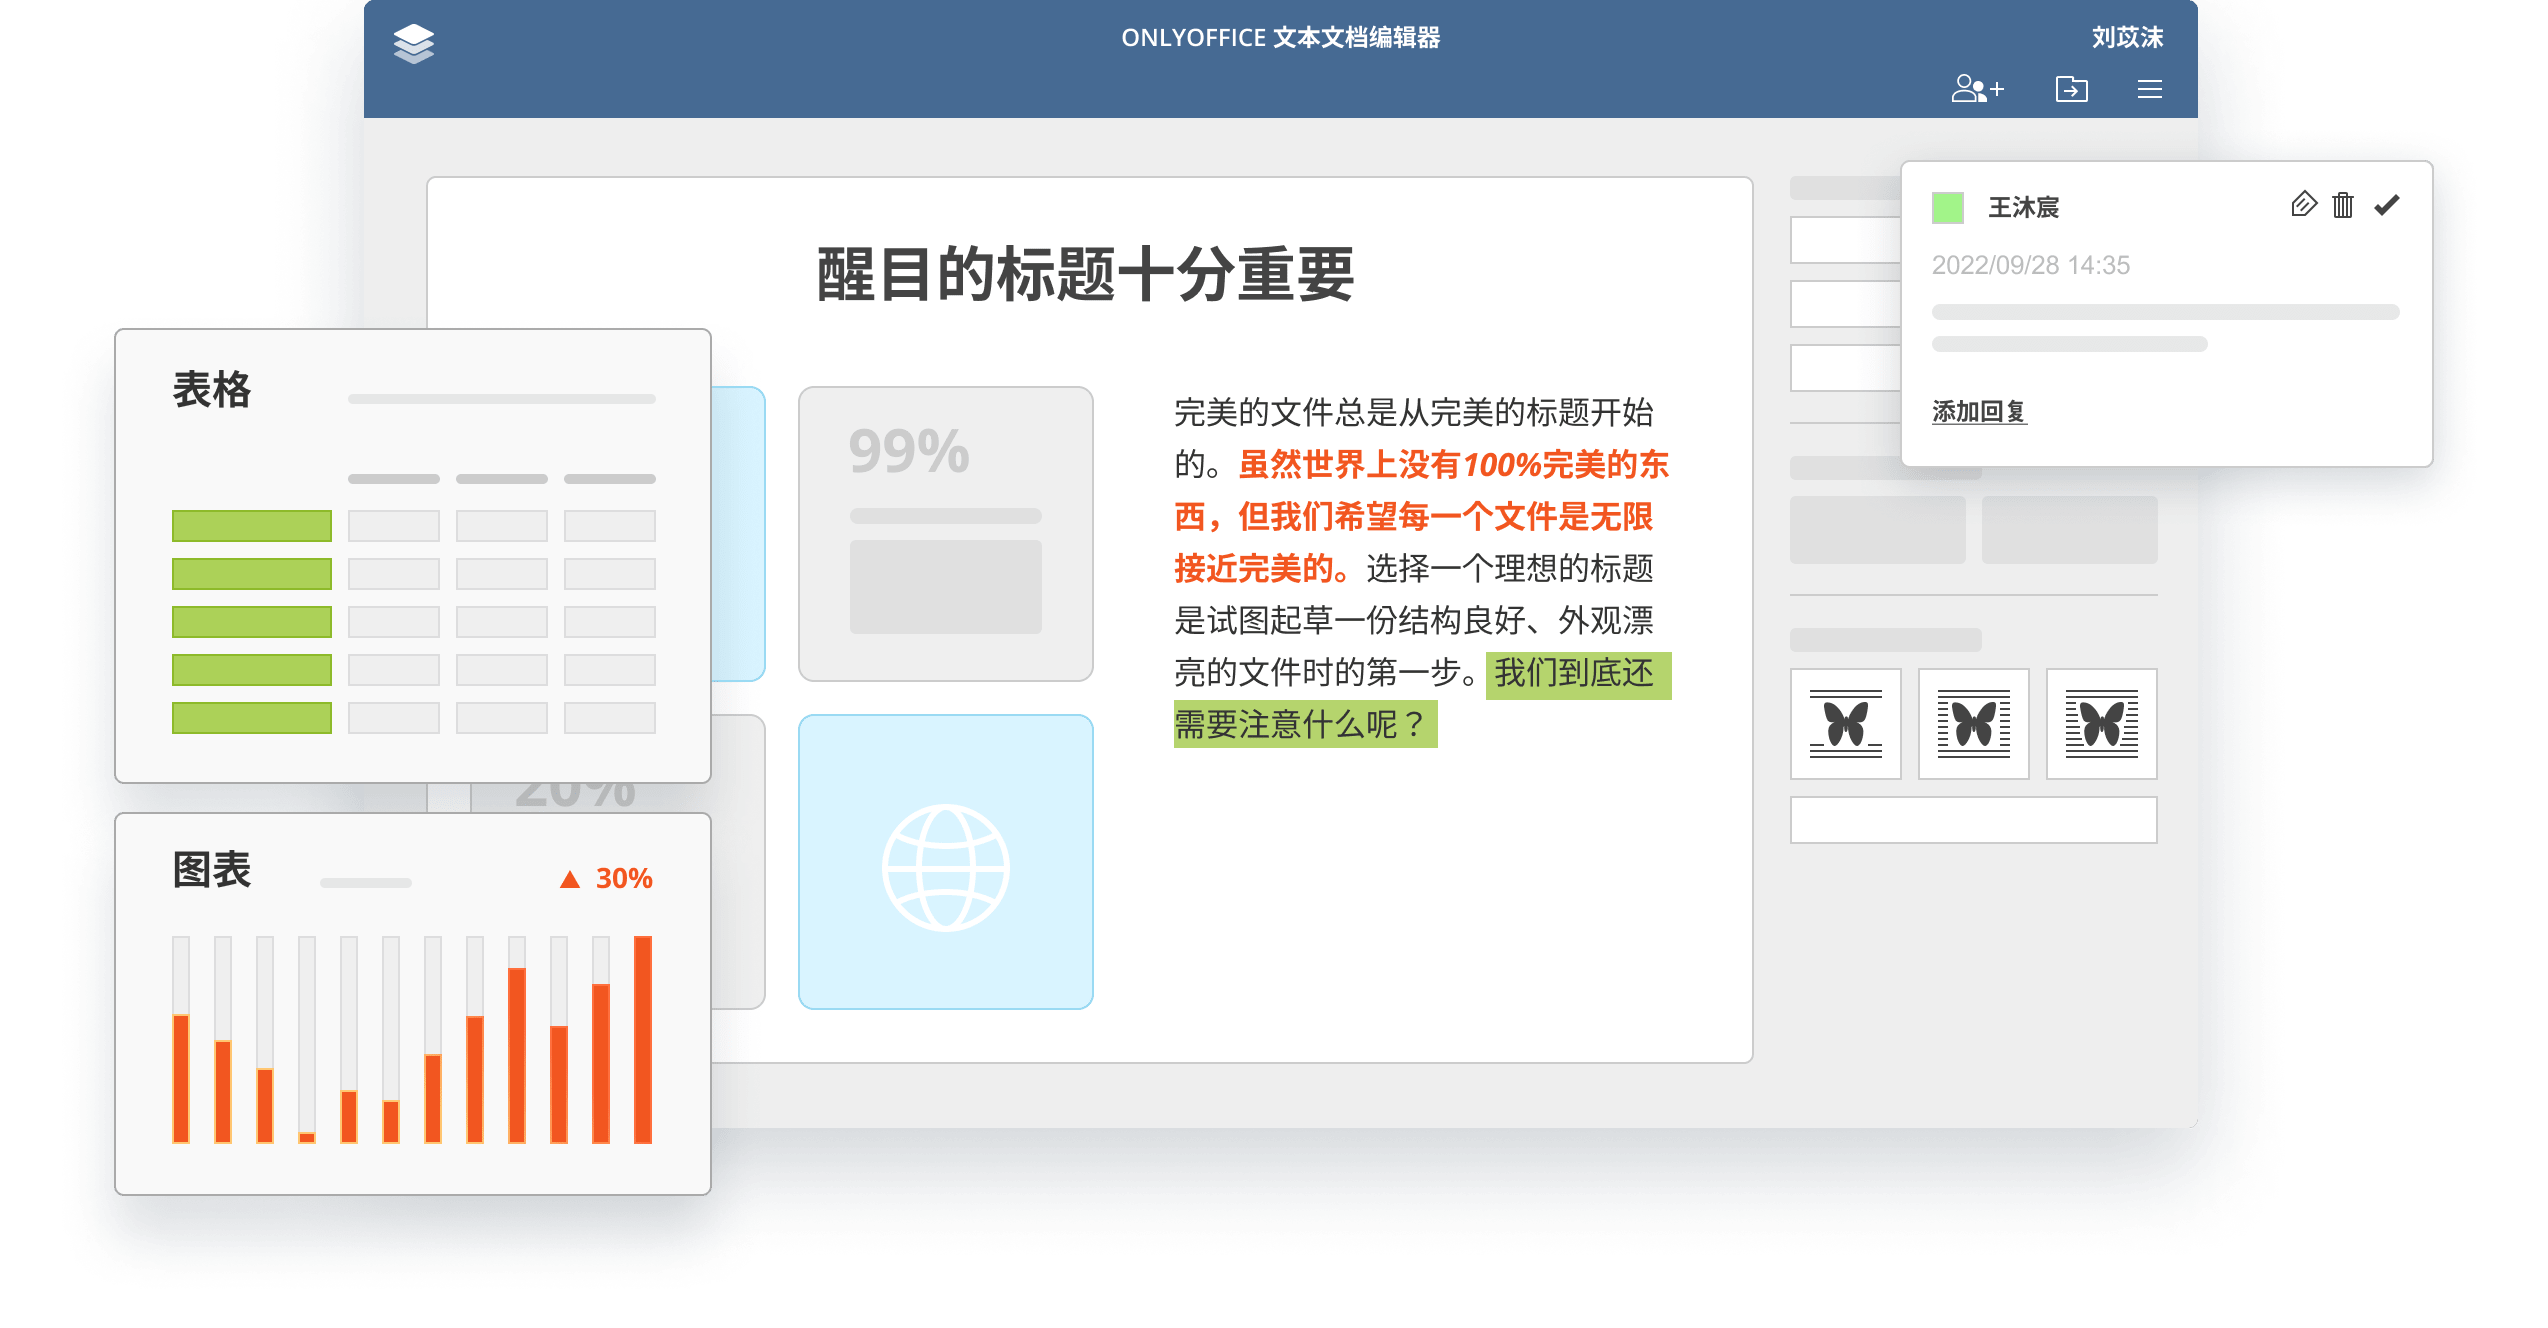 ONLYOFFICE 文本文档编辑器
刘苡沫
王沐宸
2022/09/28 14:35
添加回复
醒目的标题十分重要
表格
99%
完美的文件总是从完美的标题开始
的。虽然世界上没有100%完美的东
西，但我们希望每一个文件是无限
接近完美的。选择一个理想的标题
是试图起草一份结构良好、外观漂
亮的文件时的第一步。我们到底还
需要注意什么呢？
20%
图表
30%